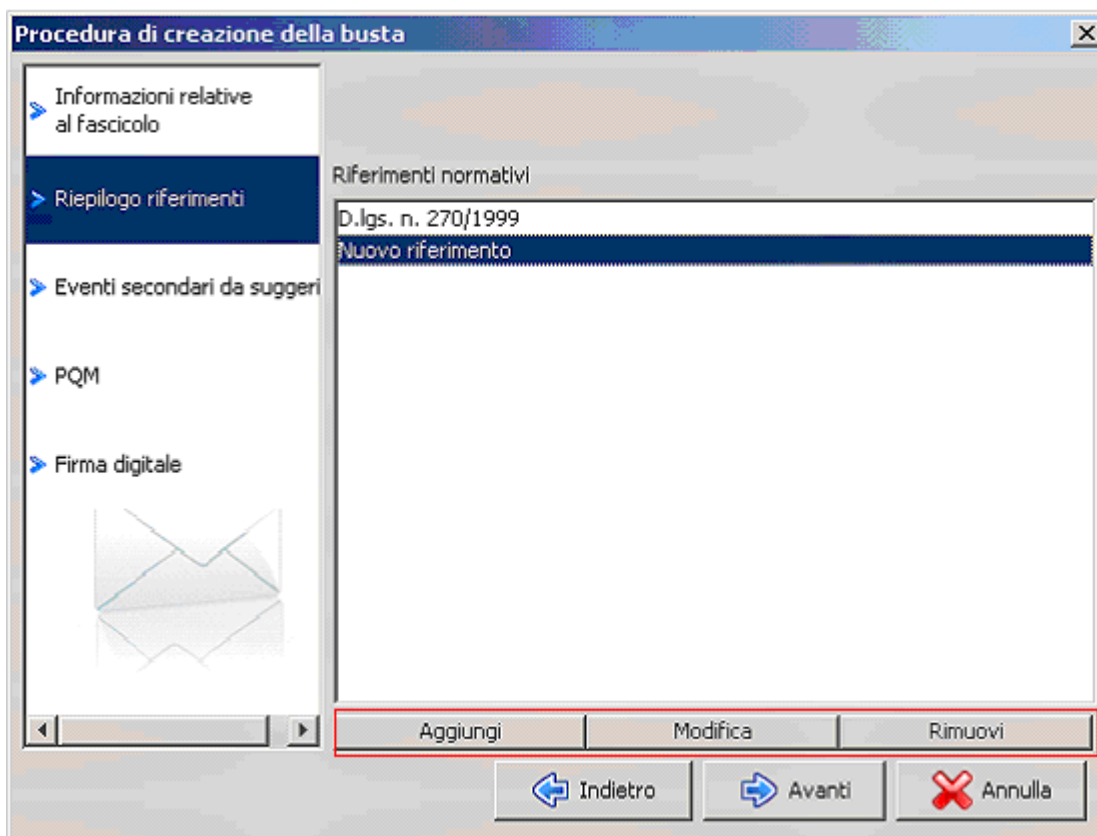 Procedura di creazione della busta
Informazioni relative
al fascicolo
Riepilogo riferimenti
Eventi secondari da suggeri
PQM
Firma digitale
Riferimenti normativi
D.lgs. n. 270/1999
Nuovo riferimento
Aggiungi Modifica Rimuovi
Indietro Avanti Annulla